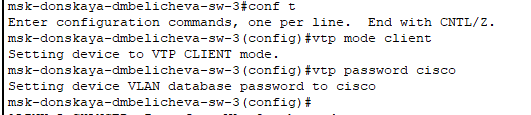 msk-donskaya-dmbelicheva-sw-3#conf t
Enter configuration commands, one per line.  End with CNTL/Z.
msk-donskaya-dmbelicheva-sw-3(config)#vtp mode client
Setting device to VTP CLIENT mode.
msk-donskaya-dmbelicheva-sw-3(config)#vtp password cisco
Setting device VLAN database password to cisco
msk-donskaya-dmbelicheva-sw-3(config)#